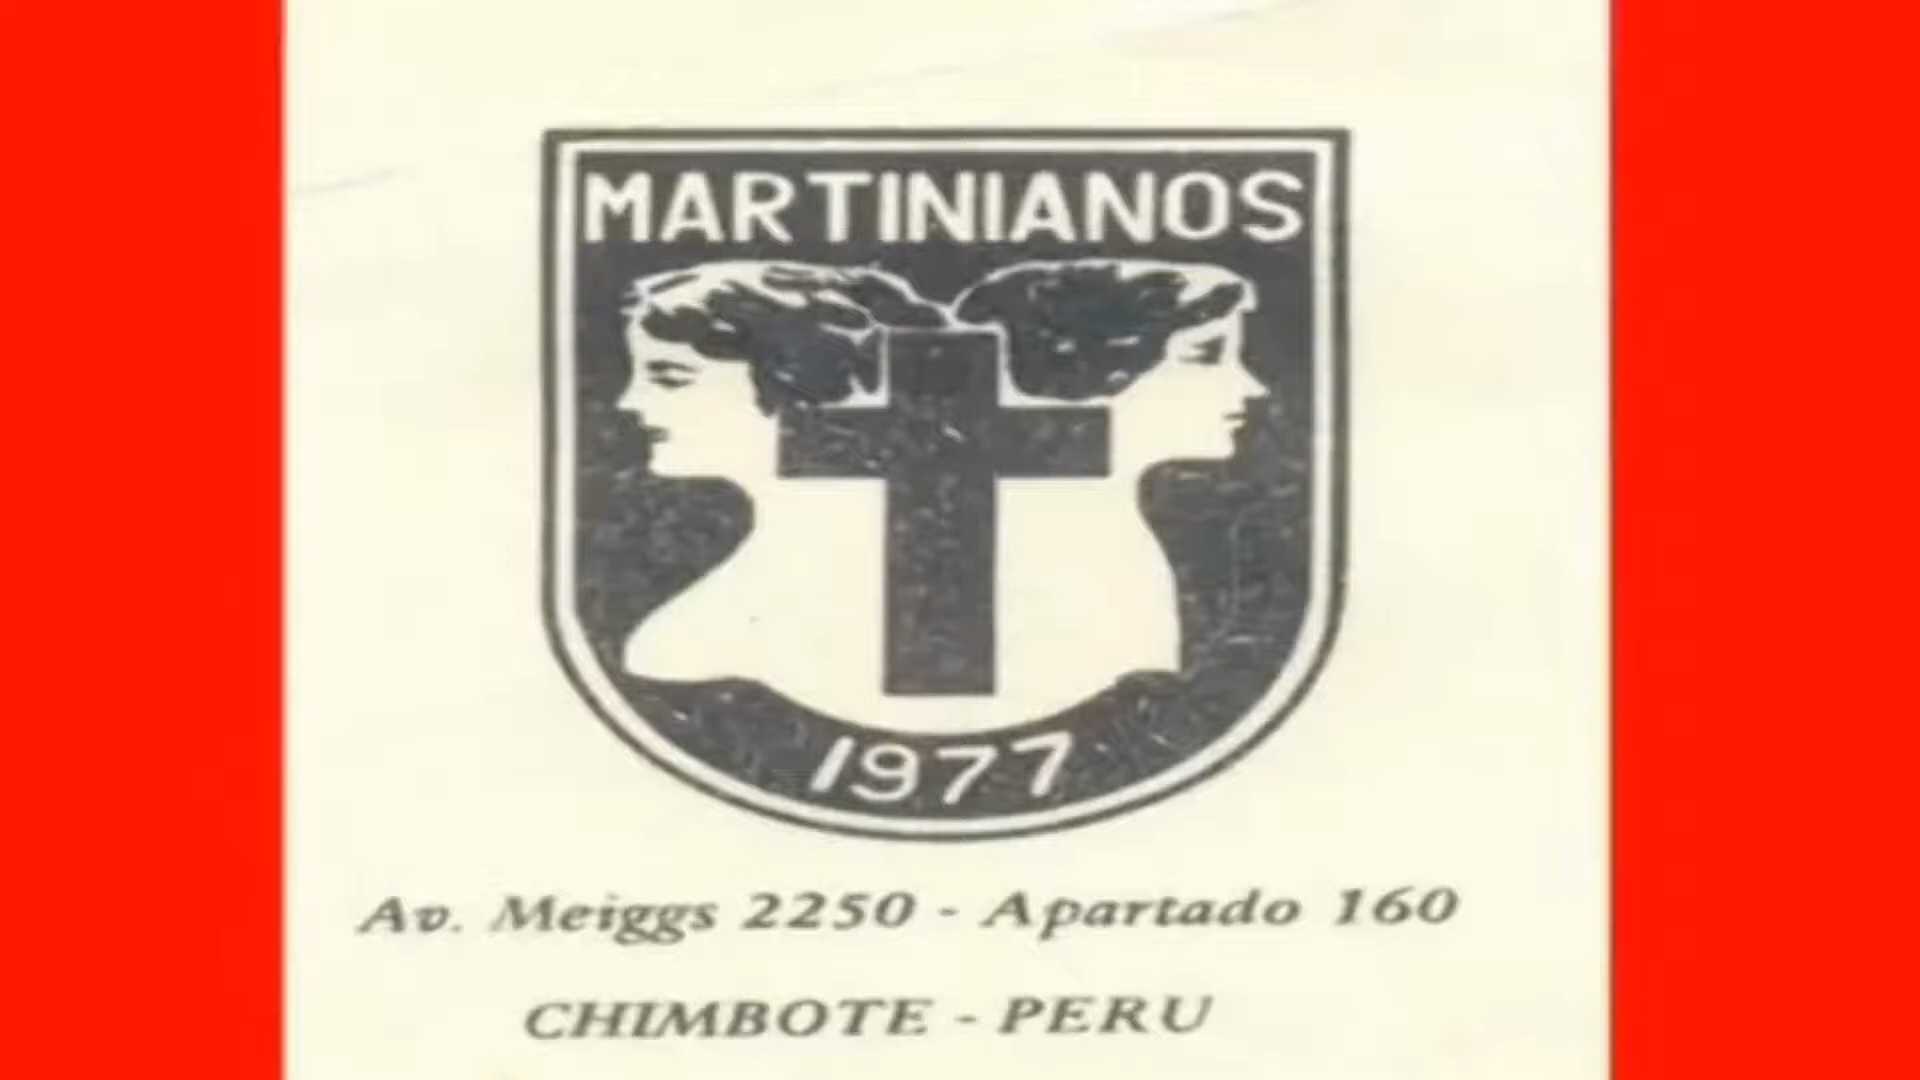 MARTINIANOS
1977
Av. Meiggs 2250 - Apartado 160
CHIMBOTE - PERU